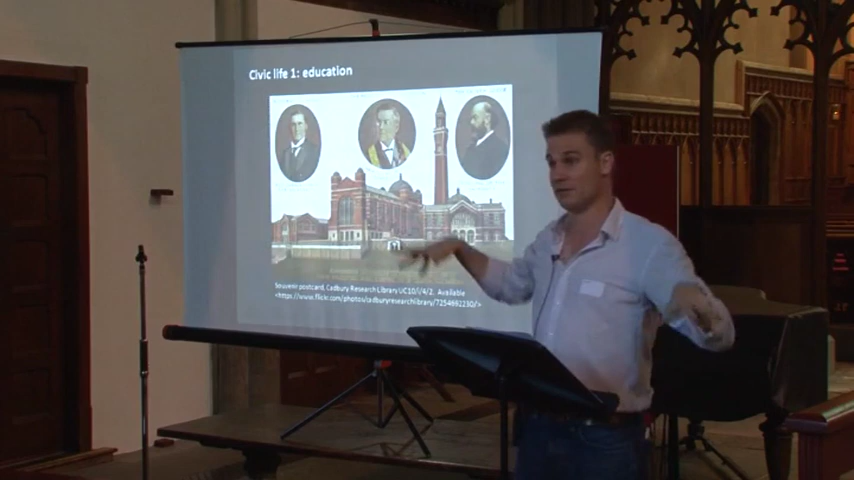 Civic life 1: education
Souvenir postcard, Cadbury Research Library UC10/i/4/2. Available
<https://www.flickr.com/photos/cadburyresearchlibrary/7254692230/>